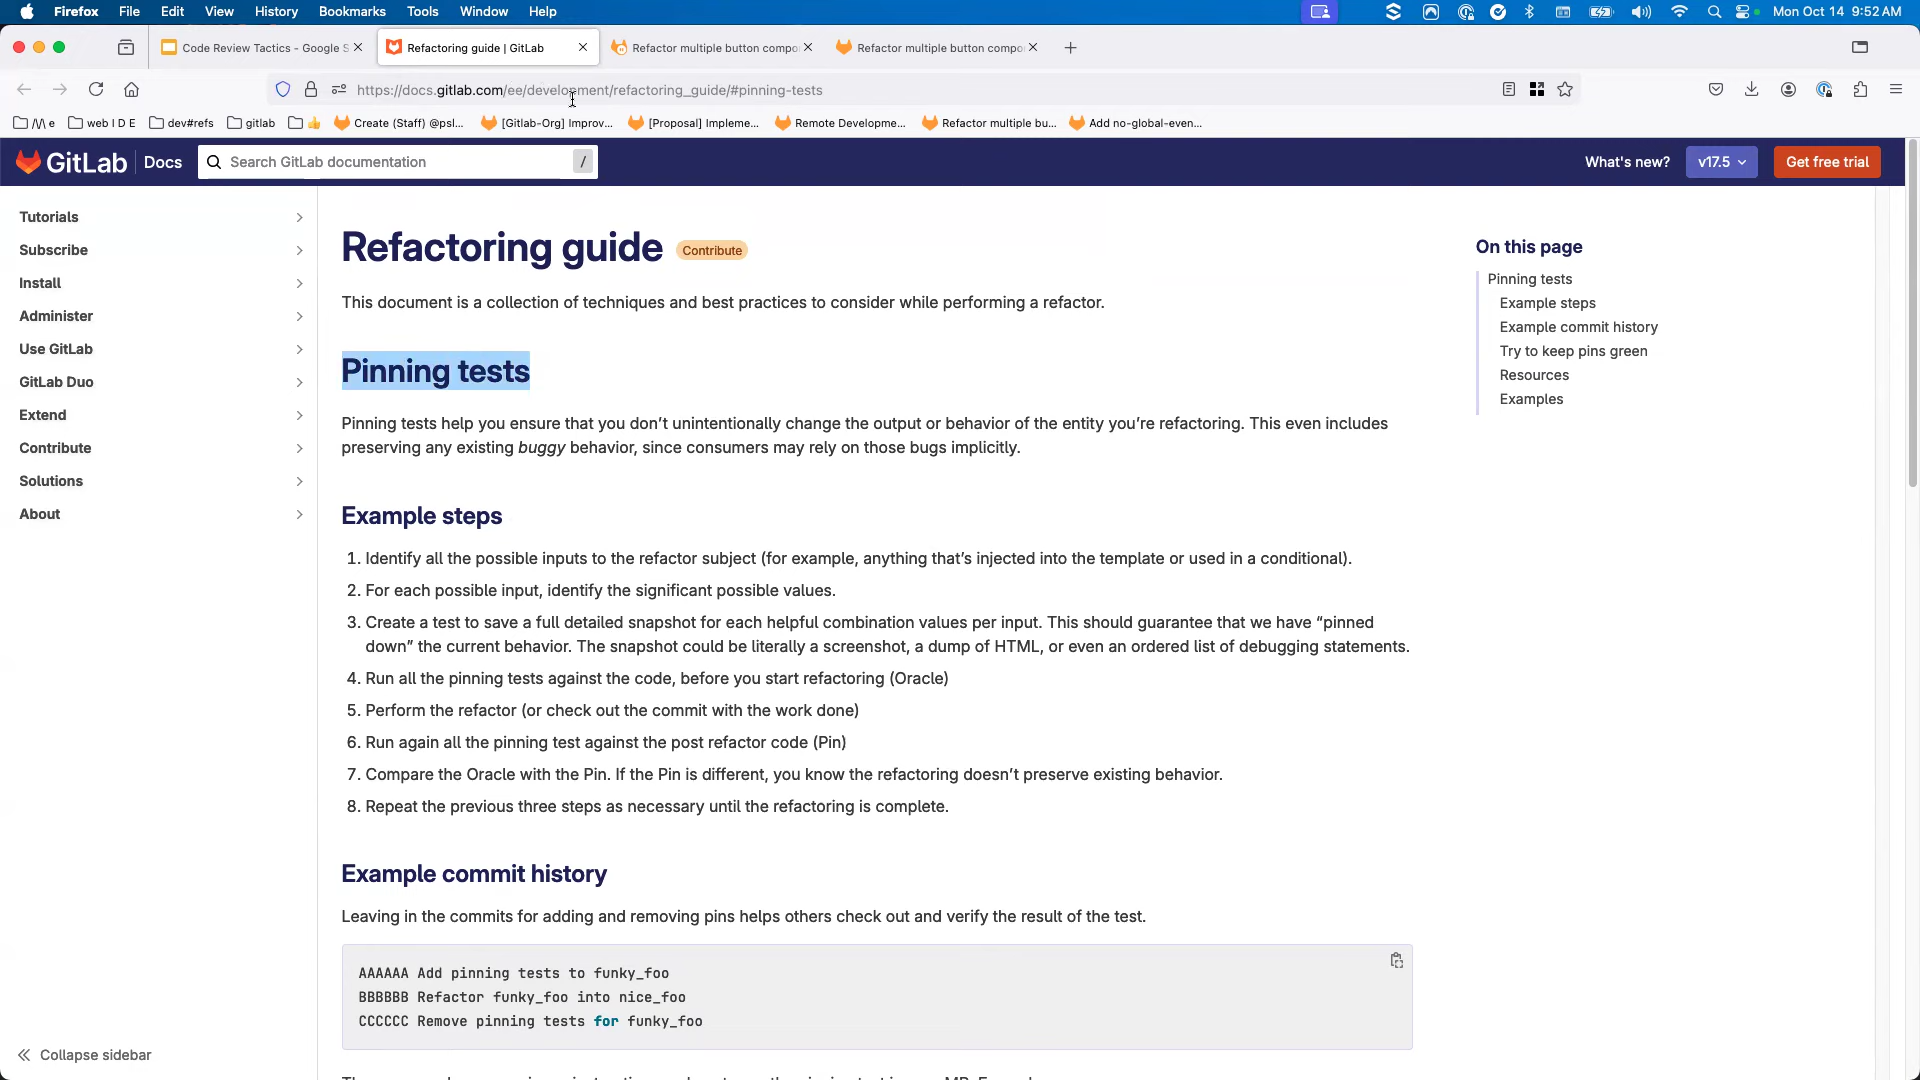 Firefox File Edit View History Bookmarks Tools Window Help Mon Oct 14 9:52 AM
Code Review Tactics - Google S
Refactoring guide | GitLab
Refactor multiple button compo
Refactor multiple button compo
https://docs.gitlab.com/ee/development/refactoring_guide/#pinning-tests
web I D E
dev#refs
gitlab
Create (Staff) @psl...
[Gitlab-Org] Improv...
[Proposal] Impleme...
Remote Developme...
Refactor multiple bu...
Add no-global-even...
GitLab Docs
Search GitLab documentation /
What's new?
v17.5
Get free trial
Tutorials
Subscribe
Install
Administer
Use GitLab
GitLab Duo
Extend
Contribute
Solutions
About
Collapse sidebar
Refactoring guide Contribute
This document is a collection of techniques and best practices to consider while performing a refactor.
Pinning tests
Pinning tests help you ensure that you don’t unintentionally change the output or behavior of the entity you’re refactoring. This even includes
preserving any existing buggy behavior, since consumers may rely on those bugs implicitly.
Example steps
1. Identify all the possible inputs to the refactor subject (for example, anything that’s injected into the template or used in a conditional).
2. For each possible input, identify the significant possible values.
3. Create a test to save a full detailed snapshot for each helpful combination values per input. This should guarantee that we have “pinned
down” the current behavior. The snapshot could be literally a screenshot, a dump of HTML, or even an ordered list of debugging statements.
4. Run all the pinning tests against the code, before you start refactoring (Oracle)
5. Perform the refactor (or check out the commit with the work done)
6. Run again all the pinning test against the post refactor code (Pin)
7. Compare the Oracle with the Pin. If the Pin is different, you know the refactoring doesn’t preserve existing behavior.
8. Repeat the previous three steps as necessary until the refactoring is complete.
Example commit history
Leaving in the commits for adding and removing pins helps others check out and verify the result of the test.
AAAAAA Add pinning tests to funky_foo
BBBBBB Refactor funky_foo into nice_foo
CCCCCC Remove pinning tests for funky_foo
On this page
Pinning tests
Example steps
Example commit history
Try to keep pins green
Resources
Examples